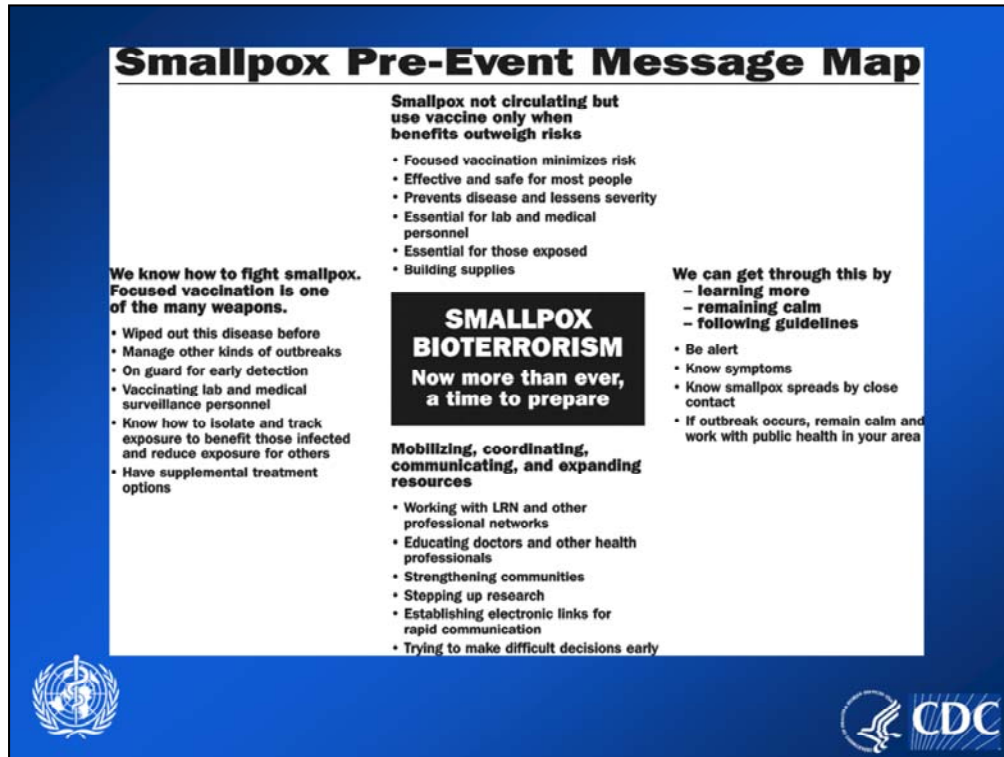 Smallpox Pre-Event Message Map
Smallpox not circulating but
use vaccine only when
benefits outweigh risks
• Focused vaccination minimizes risk
• Effective and safe for most people
• Prevents disease and lessens severity
• Essential for lab and medical
personnel
• Essential for those exposed
• Building supplies
We know how to fight smallpox.
Focused vaccination is one
of the many weapons.
• Wiped out this disease before
• Manage other kinds of outbreaks
• On guard for early detection
• Vaccinating lab and medical
surveillance personnel
• Know how to isolate and track
exposure to benefit those infected
and reduce exposure for others
• Have supplemental treatment
options
SMALLPOX
BIOTERRORISM
Now more than ever,
a time to prepare
We can get through this by
– learning more
– remaining calm
– following guidelines
• Be alert
• Know symptoms
• Know smallpox spreads by close
contact
• If outbreak occurs, remain calm and
work with public health in your area
Mobilizing, coordinating,
communicating, and expanding
resources
• Working with LRN and other
professional networks
• Educating doctors and other health
professionals
• Strengthening communities
• Stepping up research
• Establishing electronic links for
rapid communication
• Trying to make difficult decisions early
CDC